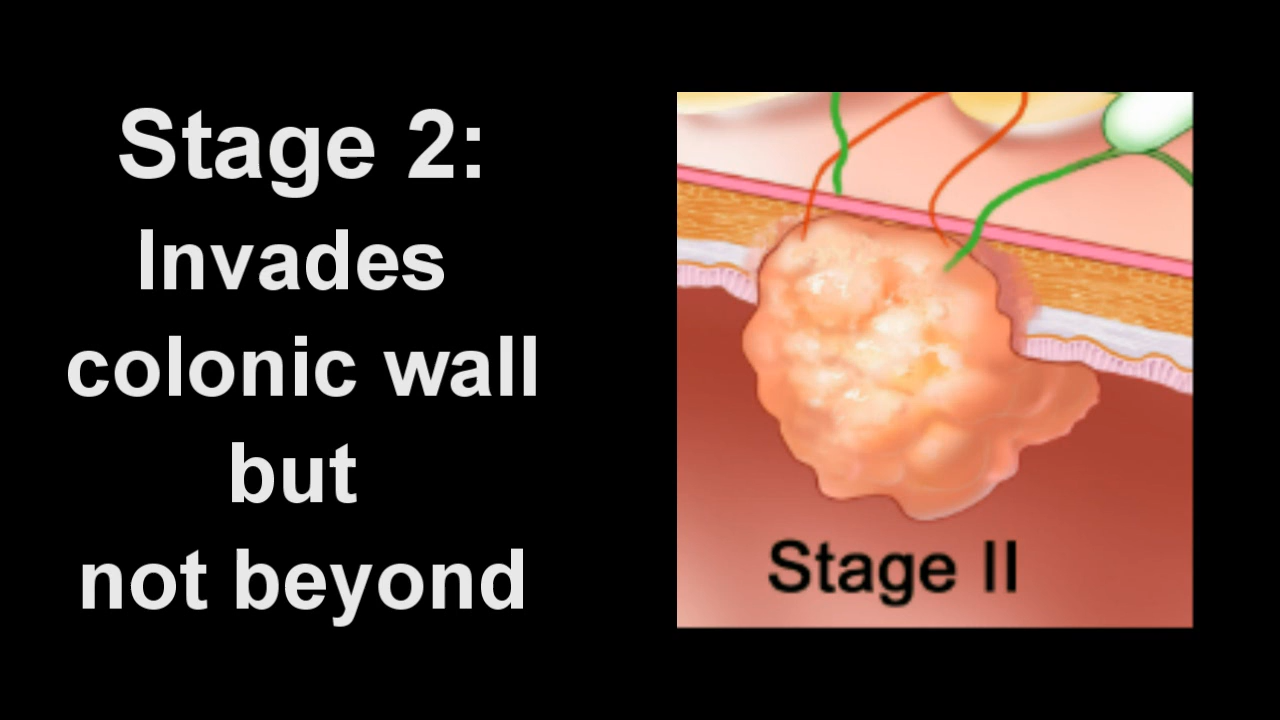 Stage 2:
Invades
colonic wall
but
not beyond
Stage II